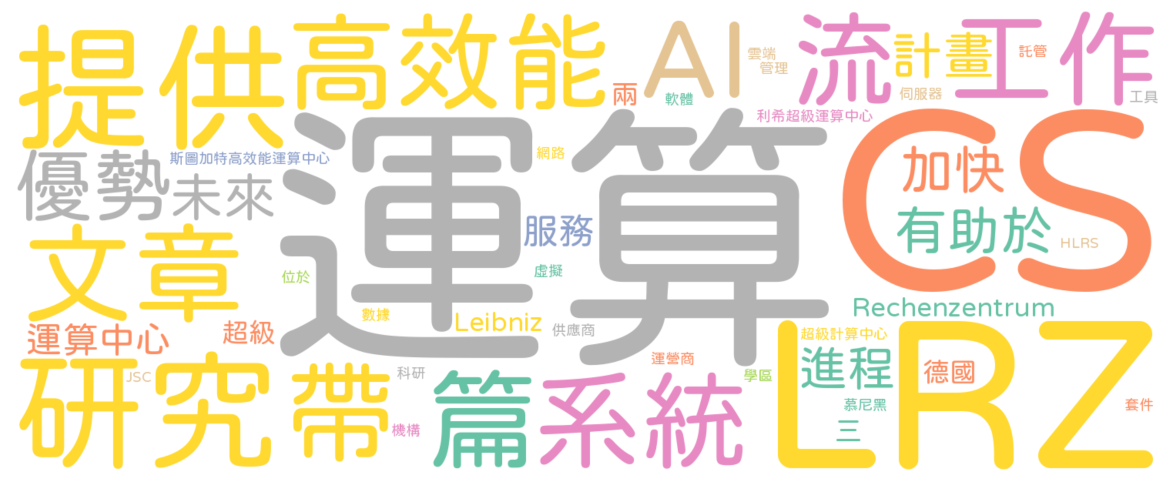 提供
高效能
AI
流
計畫
工作
託管
雲端
管理
兩
軟體
伺服器
工具
利希超級運算中心
運算
CS
優勢
斯圖加特高效能運算中心
未來
網路
加快
服務
有助於
HLRS
文章
位於
虛擬
數據
Leibniz
供應商
Rechenzentrum
運算中心
超級
超級計算中心
LRZ
研究
JSC
帶
科研
機構
篇
系統
運營商
學區
進程
德國
慕尼黑
三
套件